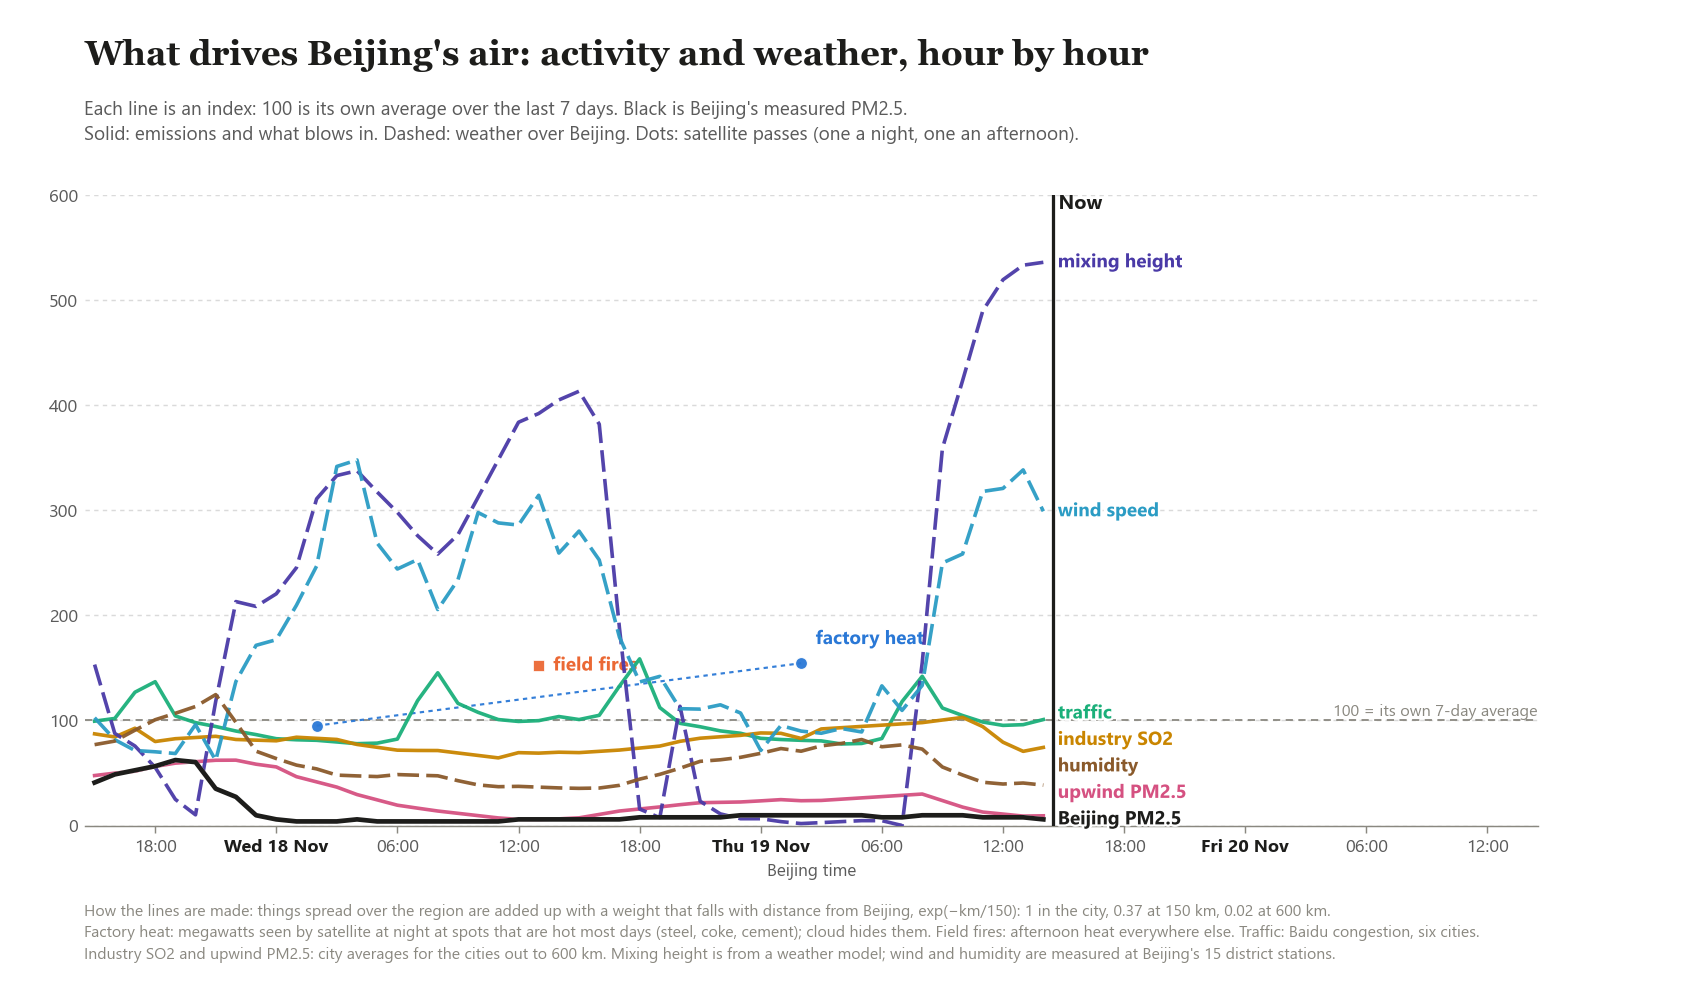 What drives Beijing's air: activity and weather, hour by hour
Each line is an index: 100 is its own average over the last 7 days. Black is Beijing's measured PM2.5.
Solid: emissions and what blows in. Dashed: weather over Beijing. Dots: satellite passes (one a night, one an afternoon).
600
500
400
300
200
100
0
Now
mixing height
wind speed
factory heat
field fires
traffic
100 = its own 7-day average
industry SO2
humidity
upwind PM2.5
Beijing PM2.5
18:00
Wed 18 Nov
06:00
12:00
18:00
Thu 19 Nov
06:00
12:00
18:00
Fri 20 Nov
06:00
12:00
Beijing time
How the lines are made: things spread over the region are added up with a weight that falls with distance from Beijing, exp(−km/150): 1 in the city, 0.37 at 150 km, 0.02 at 600 km.
Factory heat: megawatts seen by satellite at night at spots that are hot most days (steel, coke, cement); cloud hides them. Field fires: afternoon heat everywhere else. Traffic: Baidu congestion, six cities.
Industry SO2 and upwind PM2.5: city averages for the cities out to 600 km. Mixing height is from a weather model; wind and humidity are measured at Beijing's 15 district stations.